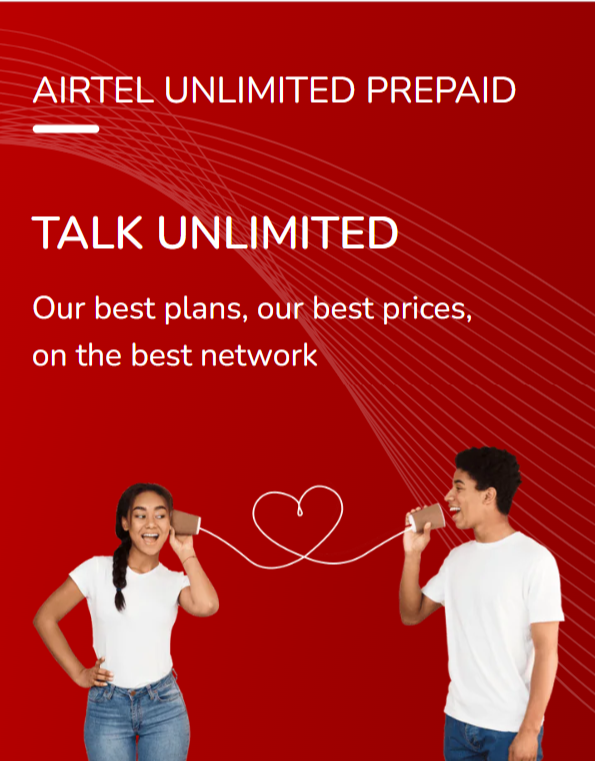 AIRTEL UNLIMITED PREPAID
TALK UNLIMITED
Our best plans, our best prices,
on the best network